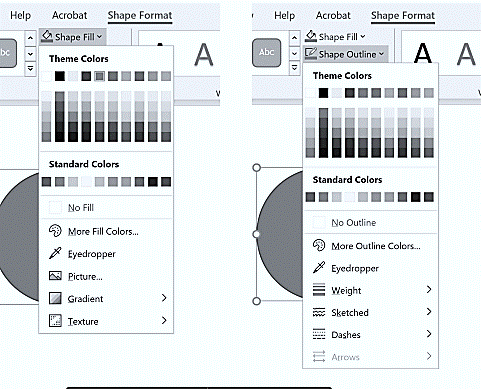 Help Acrobat Shape Format
Abc
Shape Fill
A A
Theme Colors
Standard Colors
No Fill
More Fill Colors...
Eyedropper
Picture...
Gradient
Texture
Help Acrobat Shape Format
Abc
Shape Fill
Shape Outline
A A
Theme Colors
Standard Colors
No Outline
More Outline Colors...
Eyedropper
Weight
Sketched
Dashes
Arrows